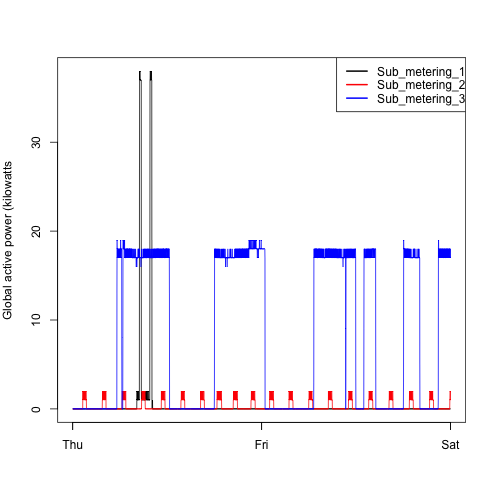 Sub_metering_1
Sub_metering_2
Sub_metering_3
Global active power (kilowatts
30
20
10
0
Thu Fri Sat